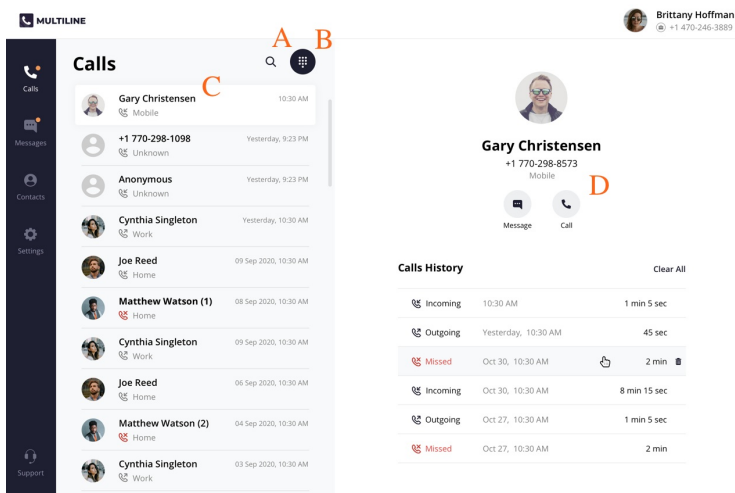 MULTILINE
Brittany Hoffman
+1 470-246-3889
A
B
C
D
Calls
Messages
Contacts
Settings
Support
Calls
Gary Christensen 10:30 AM
Mobile
+1 770-298-1098 Yesterday, 9:23 PM
Unknown
Anonymous Yesterday, 9:23 PM
Unknown
Cynthia Singleton Yesterday, 10:30 AM
Work
Joe Reed 09 Sep 2020, 10:30 AM
Home
Matthew Watson (1) 08 Sep 2020, 10:30 AM
Home
Cynthia Singleton 09 Sep 2020, 10:30 AM
Work
Joe Reed 06 Sep 2020, 10:30 AM
Home
Matthew Watson (2) 04 Sep 2020, 10:30 AM
Home
Cynthia Singleton 03 Sep 2020, 10:30 AM
Work
Gary Christensen
+1 770-298-8573
Mobile
Message Call
Calls History Clear All
Incoming 10:30 AM 1 min 5 sec
Outgoing Yesterday, 10:30 AM 45 sec
Missed Oct 30, 10:30 AM 2 min
Incoming Oct 30, 10:30 AM 8 min 15 sec
Outgoing Oct 27, 10:30 AM 1 min 5 sec
Missed Oct 27, 10:30 AM 2 min